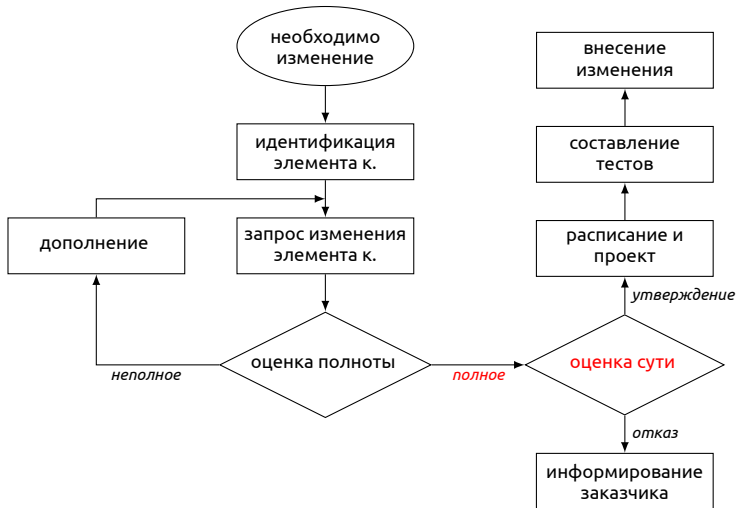 необходимо
изменение
идентификация
элемента к.
дополнение
запрос изменения
элемента к.
неполное
оценка полноты
полное
оценка сути
утверждение
расписание и
проект
составление
тестов
внесение
изменения
отказ
информирование
заказчика